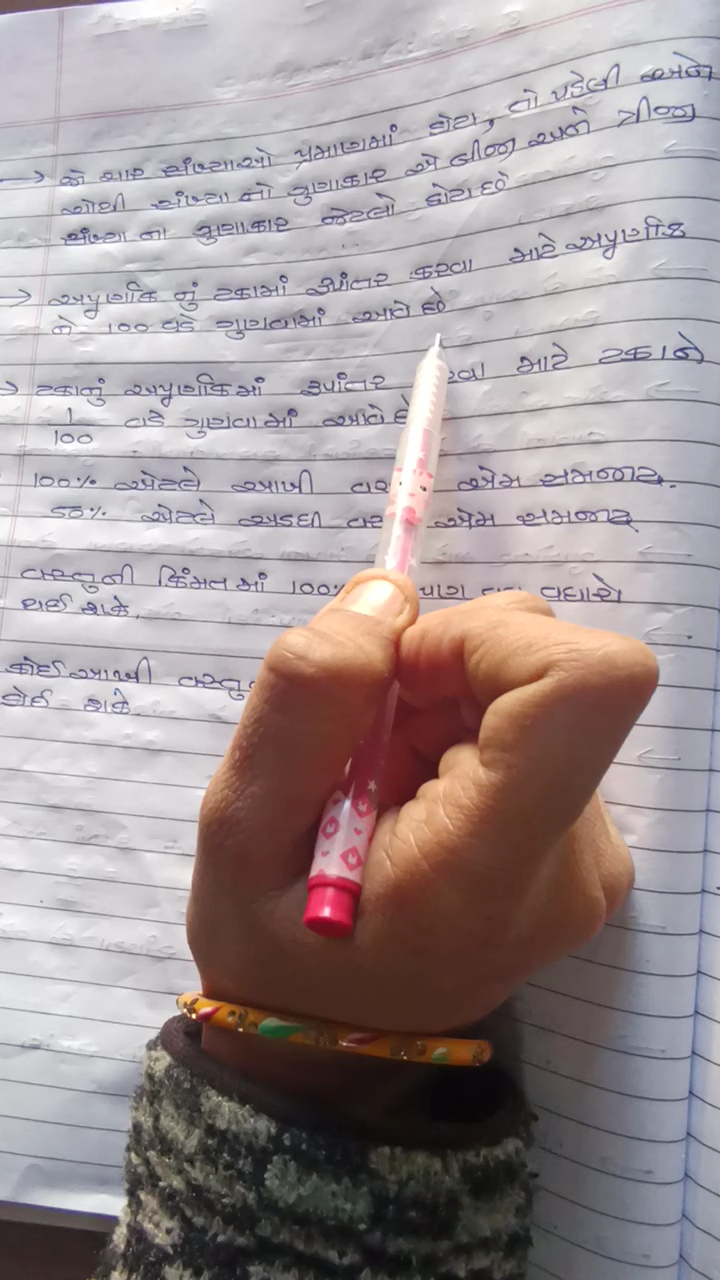 → જો ચાર સંખ્યાઓ પ્રમાણમાં હોય, તો પહેલી અને
ચોથી સંખ્યા નો ગુણાકાર એ બીજી અને ત્રીજી
સંખ્યા ના ગુણાકાર જેટલો હોય છે
→ અપૂર્ણાંક નું ટકામાં રૂપાંતર કરવા માટે અપૂર્ણાંક
ને 100 વડે ગુણવામાં આવે છે
→ ટકાનું અપૂર્ણાંકમાં રૂપાંતર માટે ટકાને
1/100 વડે ગુણવામાં આવે છે
100% એટલે આખી એમ સમજાય.
50% એટલે અડધી એમ સમજાય
વસ્તુની કિંમતમાં 100% પણ વધારો
થઈ શકે.
કોઈ આખી
હોઈ શકે